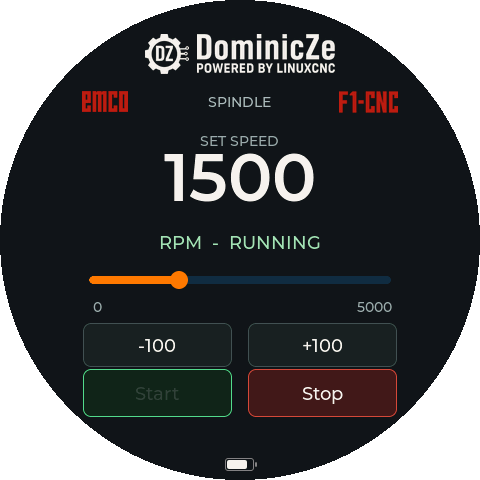 DZ DominicZe
POWERED BY LINUXCNC
emco SPINDLE F1-CNC
SET SPEED
1500
RPM - RUNNING
0 5000
-100 +100
Start Stop